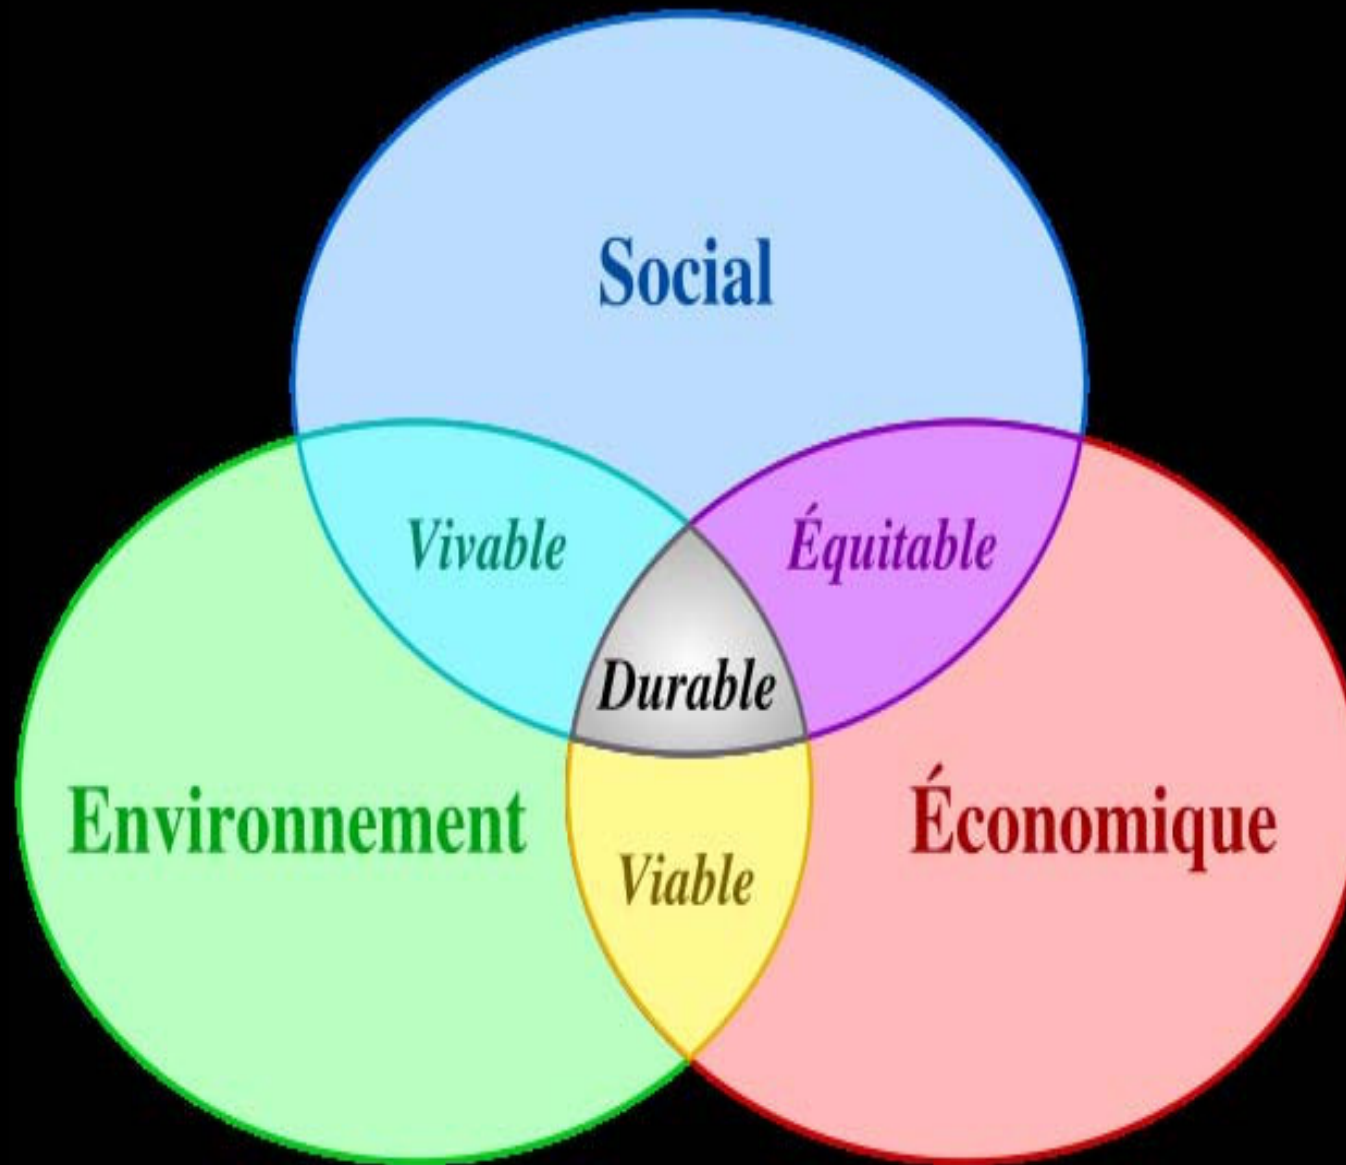 Social
Vivable
Équitable
Durable
Environnement
Économique
Viable